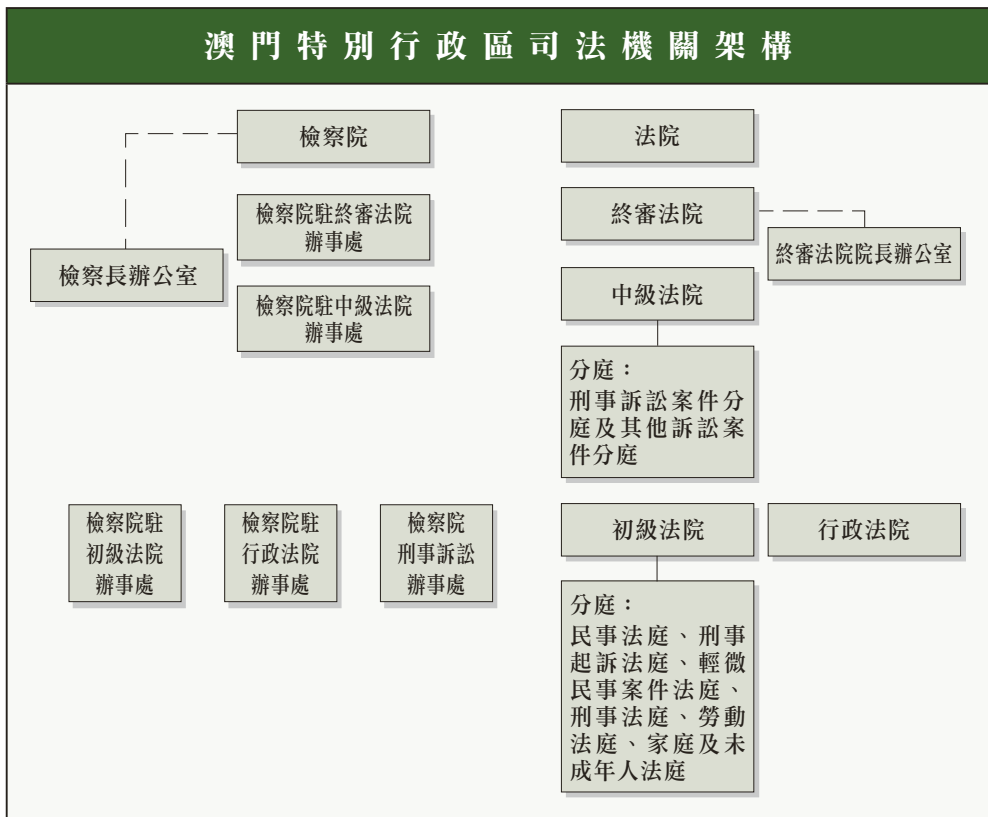 澳門特別行政區司法機關架構
檢察院
法院
檢察院駐終審法院
辦事處
終審法院
終審法院院長辦公室
檢察長辦公室
檢察院駐中級法院
辦事處
中級法院
分庭：
刑事訴訟案件分
庭及其他訴訟案
件分庭
檢察院駐
初級法院
辦事處
檢察院駐
行政法院
辦事處
檢察院
刑事訴訟
辦事處
初級法院
行政法院
分庭：
民事法庭、刑事
起訴法庭、輕微
民事案件法庭、
刑事法庭、勞動
法庭、家庭及未
成年人法庭